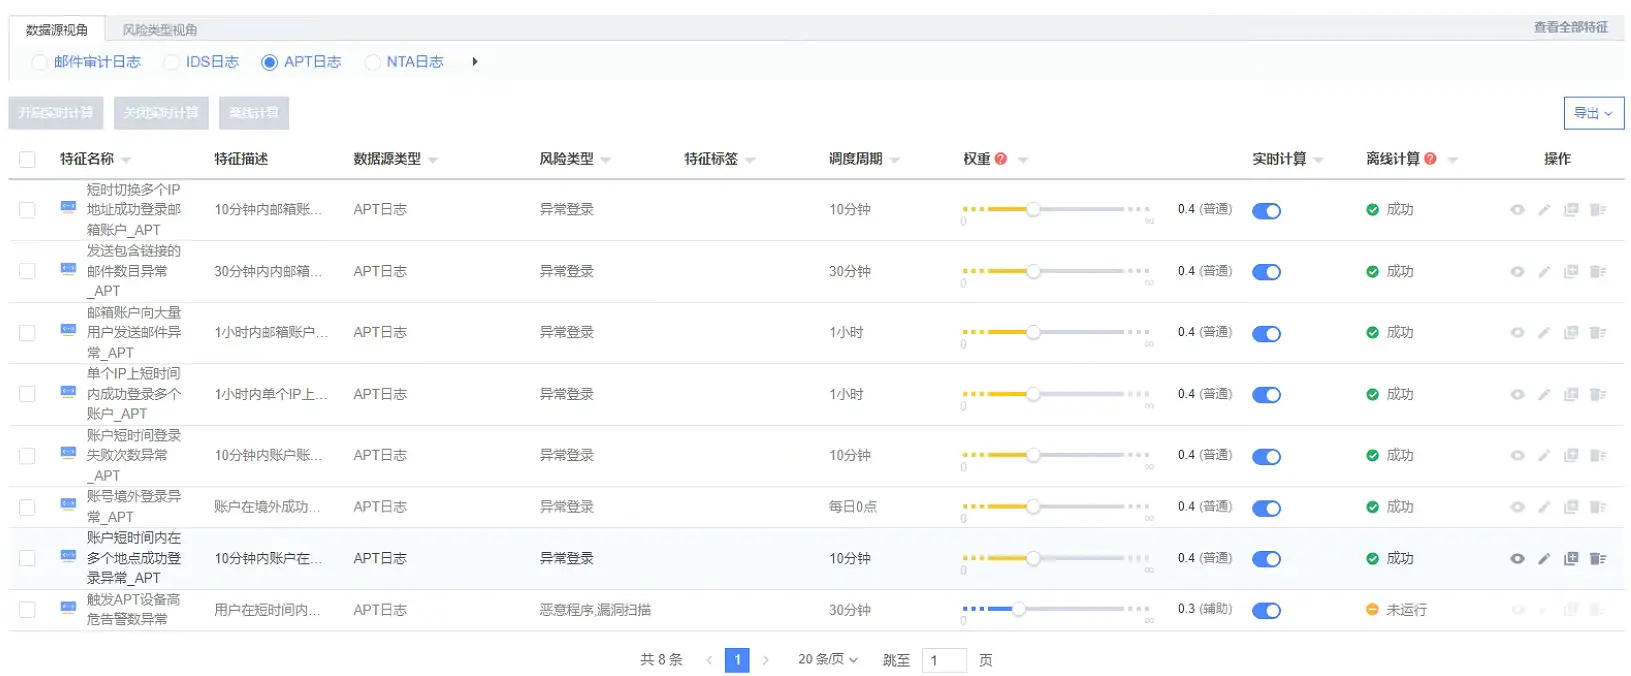 数据源视角 风险类型视角 查看全部特征
邮件审计日志 IDS日志 APT日志 NTA日志
开启实时计算 关闭实时计算 离线计算 导出
特征名称 特征描述 数据源类型 风险类型 特征标签 调度周期 权重 ? 实时计算 离线计算 ? 操作
短时切换多个IP
地址成功登录邮 10分钟内邮箱账... APT日志 异常登录 10分钟 0.4 (普通) 成功
箱账户_APT 0 ∞
发送包含链接的
邮件数目异常 30分钟内内邮箱... APT日志 异常登录 30分钟 0.4 (普通) 成功
_APT 0 ∞
邮箱账户向大量
用户发送邮件异 1小时内邮箱账户... APT日志 异常登录 1小时 0.4 (普通) 成功
常_APT 0 ∞
单个IP上短时间
内成功登录多个 1小时内单个IP上... APT日志 异常登录 1小时 0.4 (普通) 成功
账户_APT 0 ∞
账户短时间登录
失败次数异常 10分钟内账户账... APT日志 异常登录 10分钟 0.4 (普通) 成功
_APT 0 ∞
账号境外登录异
常_APT 账户在境外成功... APT日志 异常登录 每日0点 0.4 (普通) 成功
0 ∞
账户短时间内在
多个地点成功登 10分钟内账户在... APT日志 异常登录 10分钟 0.4 (普通) 成功
录异常_APT 0 ∞
触发APT设备高
危告警数异常 用户在短时间内... APT日志 恶意程序,漏洞扫描 30分钟 0.3 (辅助) 未运行
0 ∞
共 8 条 < 1 > 20 条/页 跳至 1 页